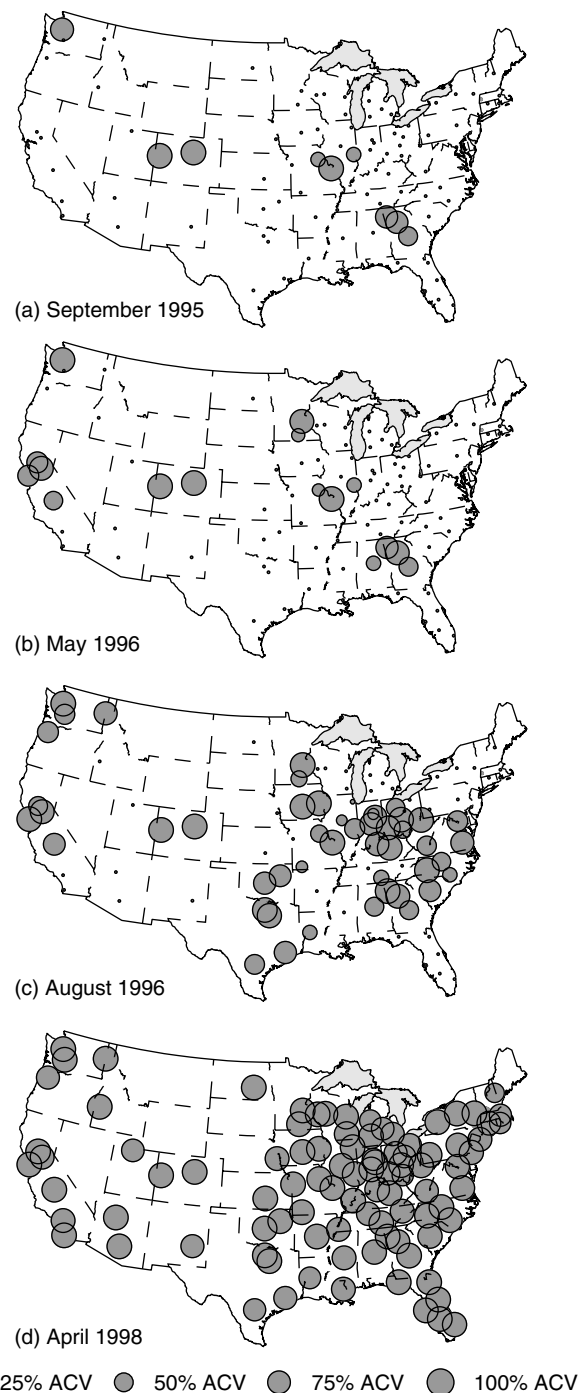 (a) September 1995
(b) May 1996
(c) August 1996
(d) April 1998
25% ACV 50% ACV 75% ACV 100% ACV